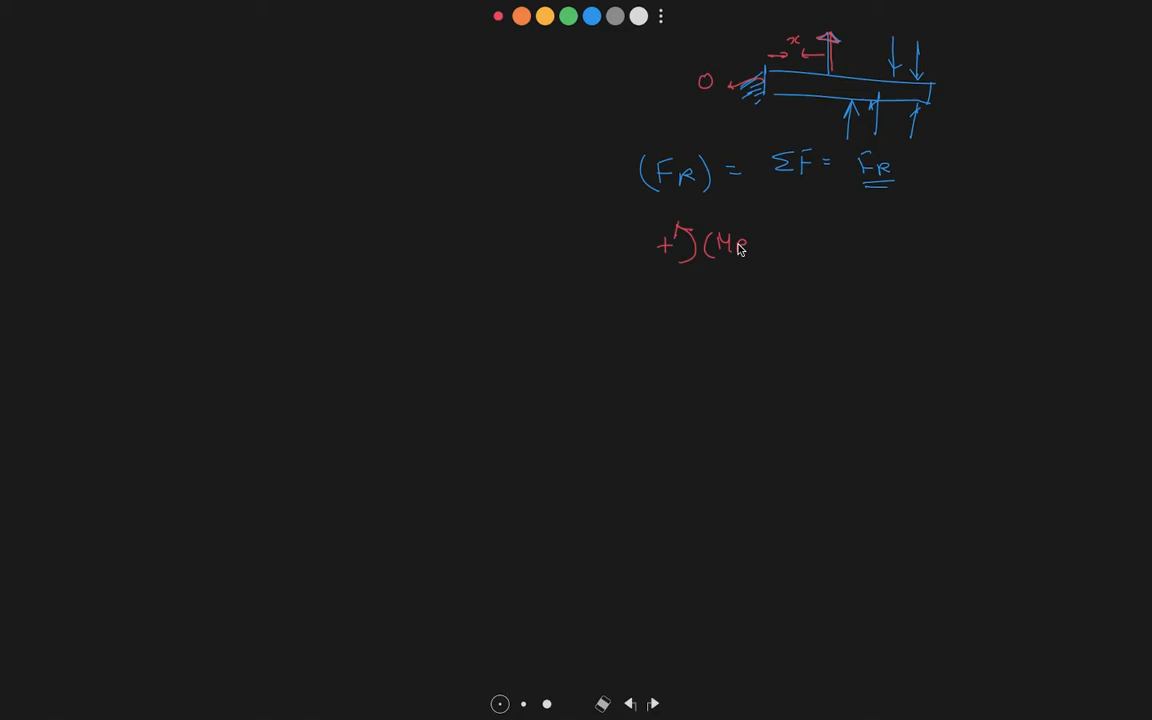 x
O
(FR) = ΣF = FR
+) (MR